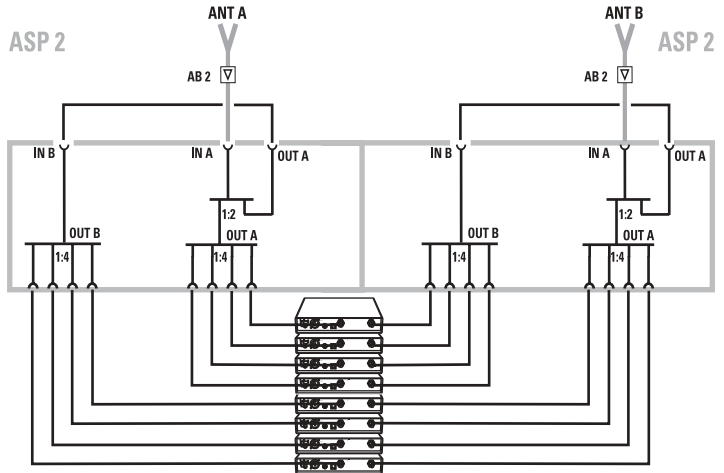 ANT A
ANT B
ASP 2
ASP 2
AB 2
AB 2
IN B
IN A
OUT A
IN B
IN A
OUT A
1:2
1:2
OUT B
OUT A
OUT B
OUT A
1:4
1:4
1:4
1:4